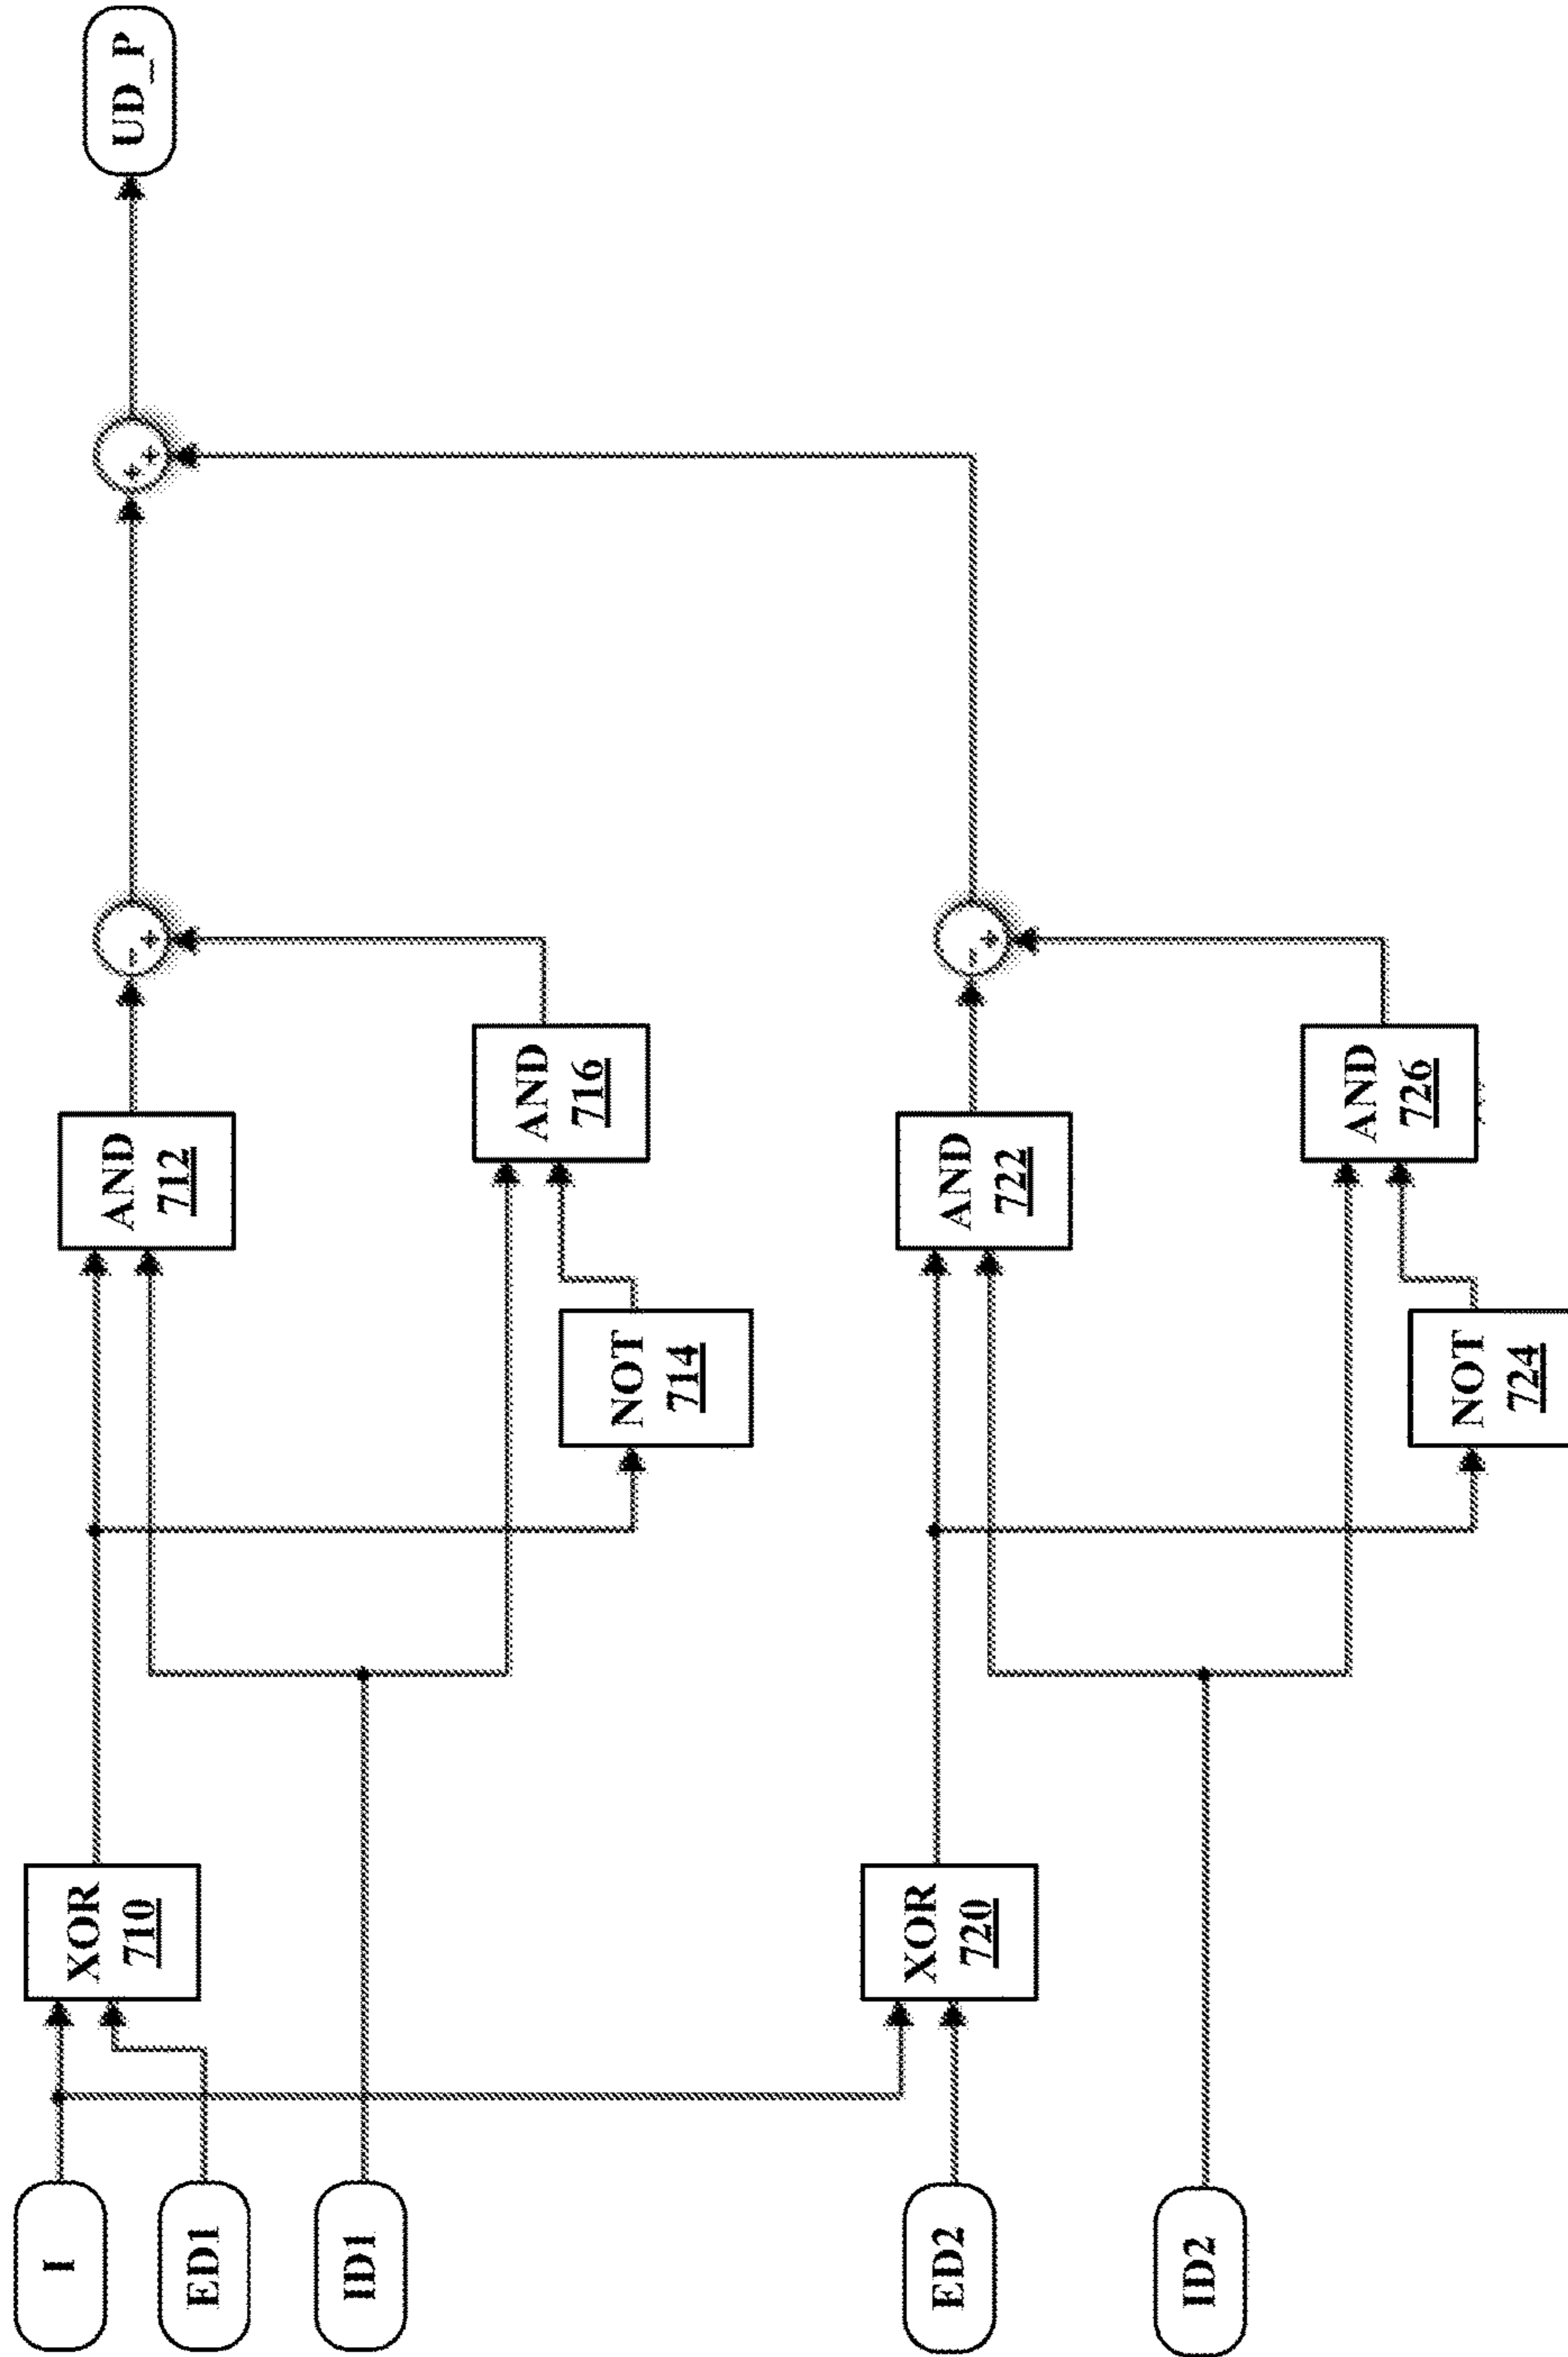 I
ED1
ID1
ED2
ID2
XOR
710
XOR
720
NOT
714
NOT
724
AND
712
AND
716
AND
722
AND
726
-
+
-
+
+
+
UD_P